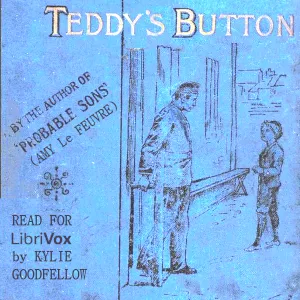 TEDDY'S BUTTON
BY THE AUTHOR OF
"PROBABLE SONS"
(AMY LE FEUVRE)
READ FOR
LibriVox
by KYLIE
GOODFELLOW